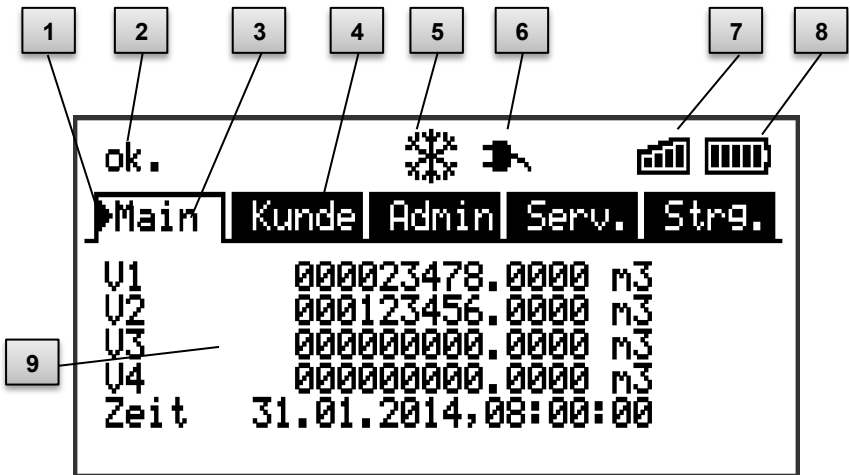 1 2 3 4 5 6 7 8
ok.
Main Kunde Admin Serv. Strg.
V1 000023478.0000 m3
V2 000123456.0000 m3
V3 000000000.0000 m3
9
V4 000000000.0000 m3
Zeit 31.01.2014,08:00:00